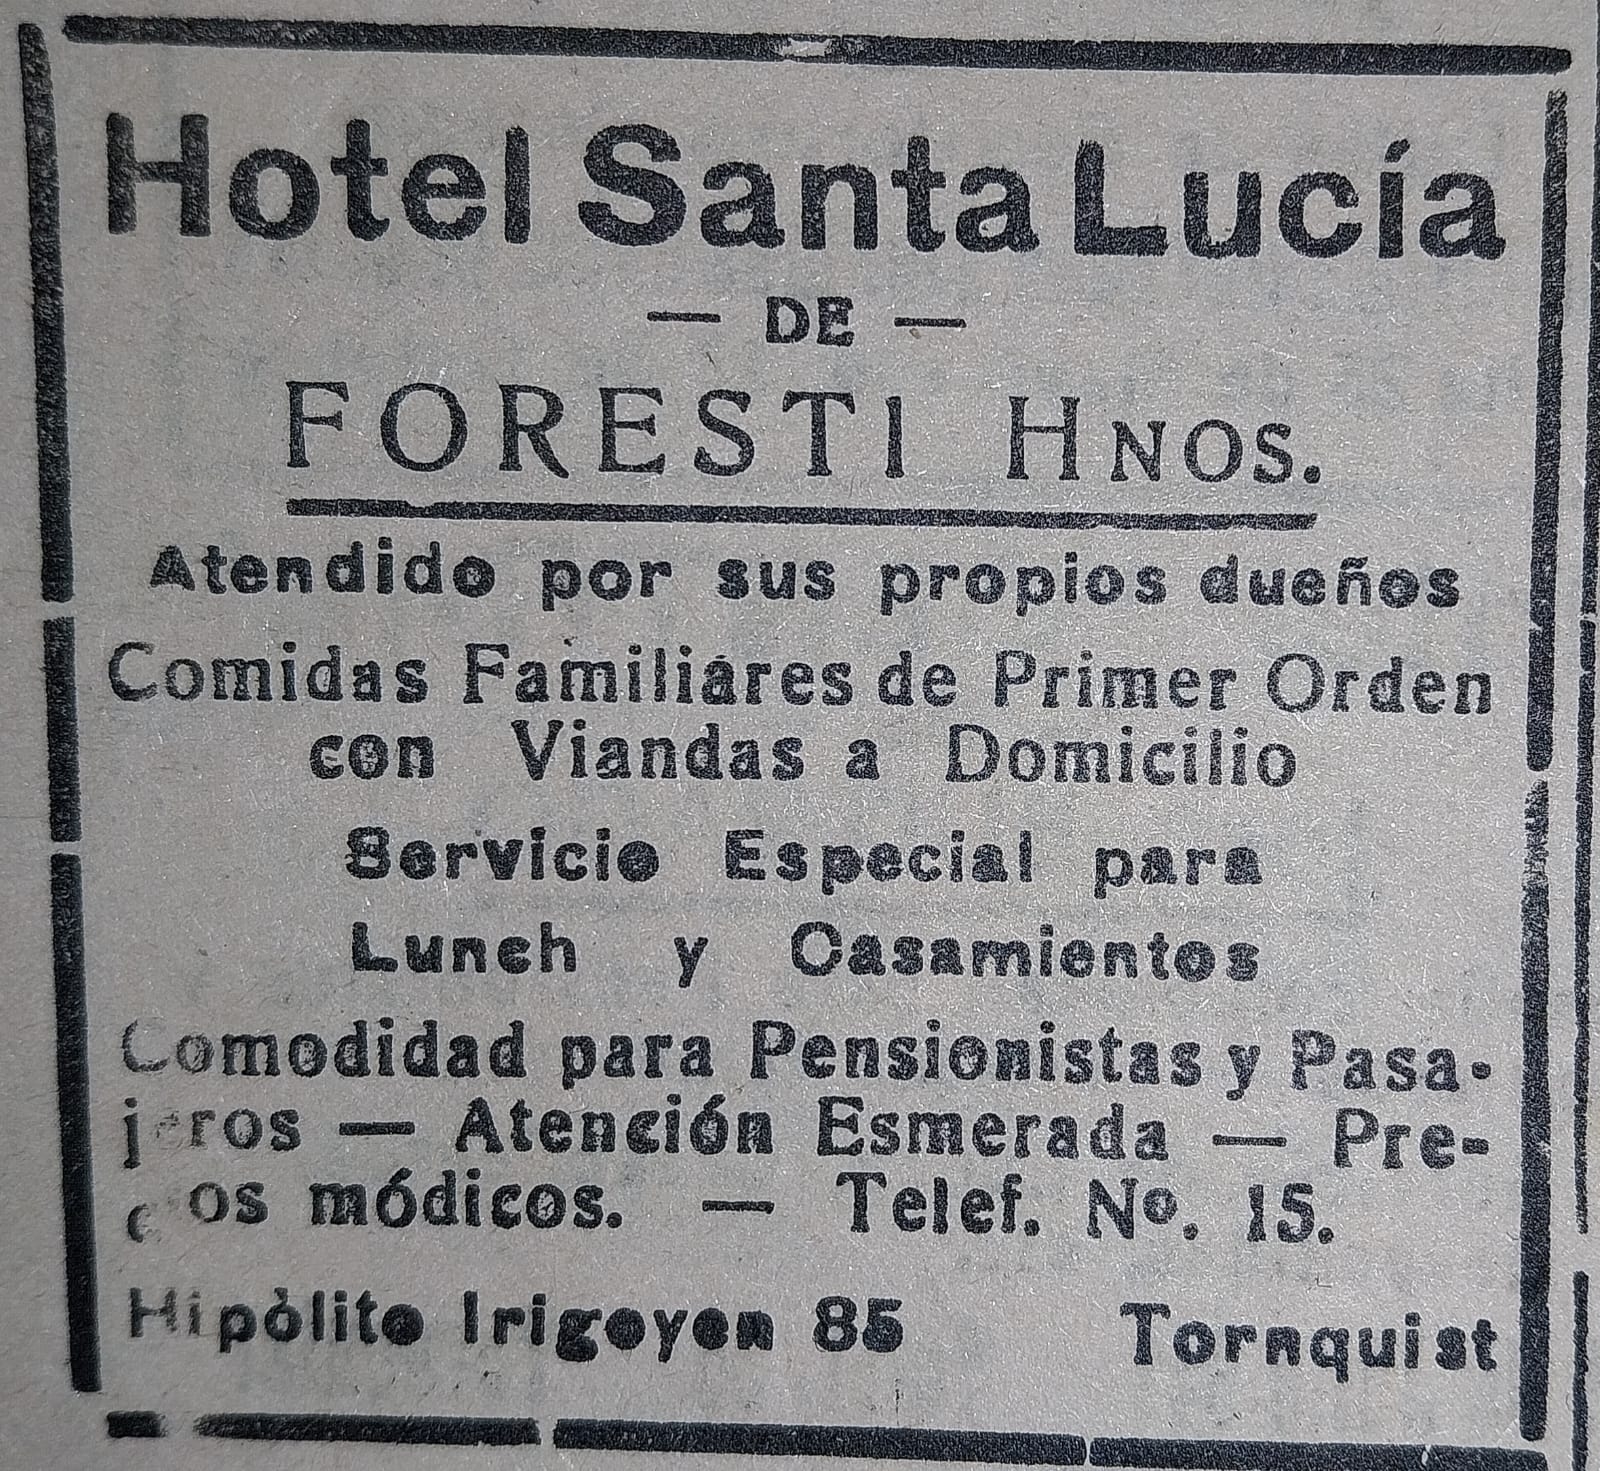 Hotel Santa Lucía
— DE —
FORESTI HNOS.
Atendido por sus propios dueños
Comidas Familiares de Primer Orden
con Viandas a Domicilio
Servicio Especial para
Lunch y Casamientos
Comodidad para Pensionistas y Pasa-
jeros — Atención Esmerada — Pre-
cios módicos. — Telef. No. 15.
Hipòlito Irigoyen 85 Tornquist